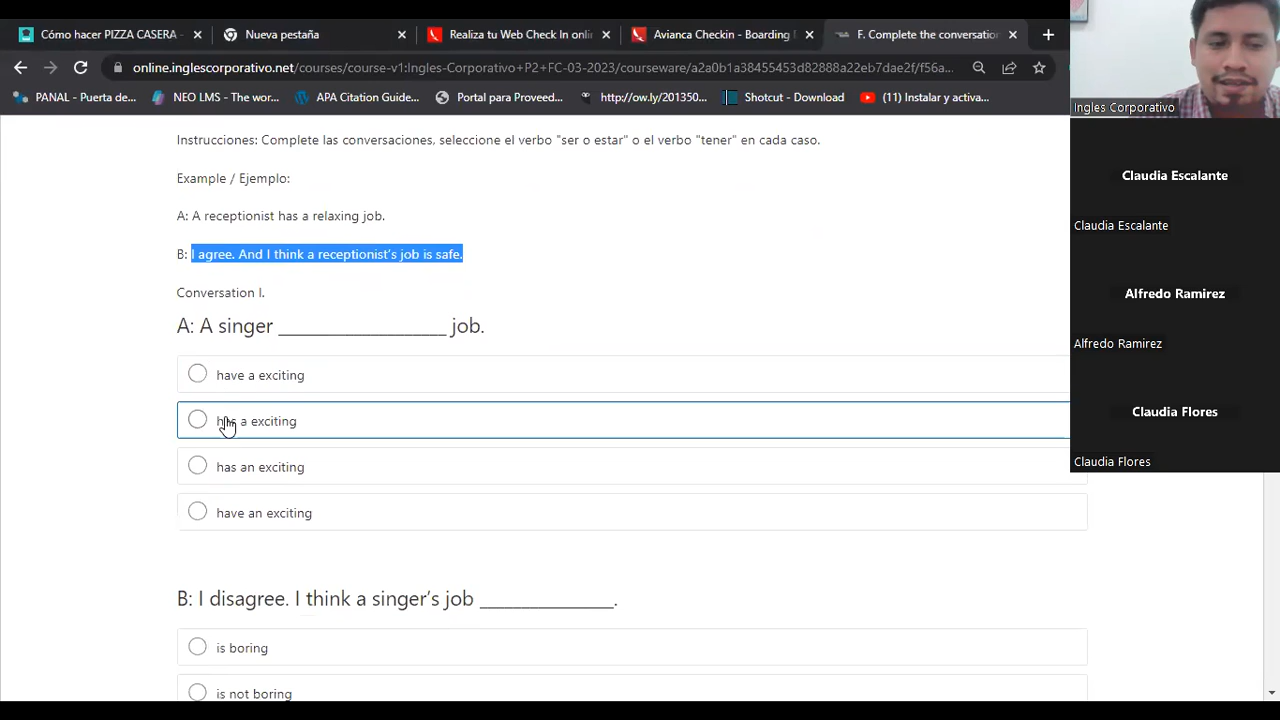 Cómo hacer PIZZA CASERA -
Nueva pestaña
Realiza tu Web Check In onlin
Avianca Checkin - Boarding
F. Complete the conversation
online.inglescorporativo.net/courses/course-v1:Ingles-Corporativo+P2+FC-03-2023/courseware/a2a0b1a38455453d82888a22eb7dae2f/f56a...
PANAL - Puerta de...
NEO LMS - The wor...
APA Citation Guide...
Portal para Proveed...
http://ow.ly/201350...
Shotcut - Download
(11) Instalar y activa...
Instrucciones: Complete las conversaciones, seleccione el verbo "ser o estar" o el verbo "tener" en cada caso.
Example / Ejemplo:
A: A receptionist has a relaxing job.
B: I agree. And I think a receptionist's job is safe.
Conversation I.
A: A singer ___________________ job.
have a exciting
has a exciting
has an exciting
have an exciting
B: I disagree. I think a singer's job _______________.
is boring
is not boring
Ingles Corporativo
Claudia Escalante
Claudia Escalante
Alfredo Ramirez
Alfredo Ramirez
Claudia Flores
Claudia Flores